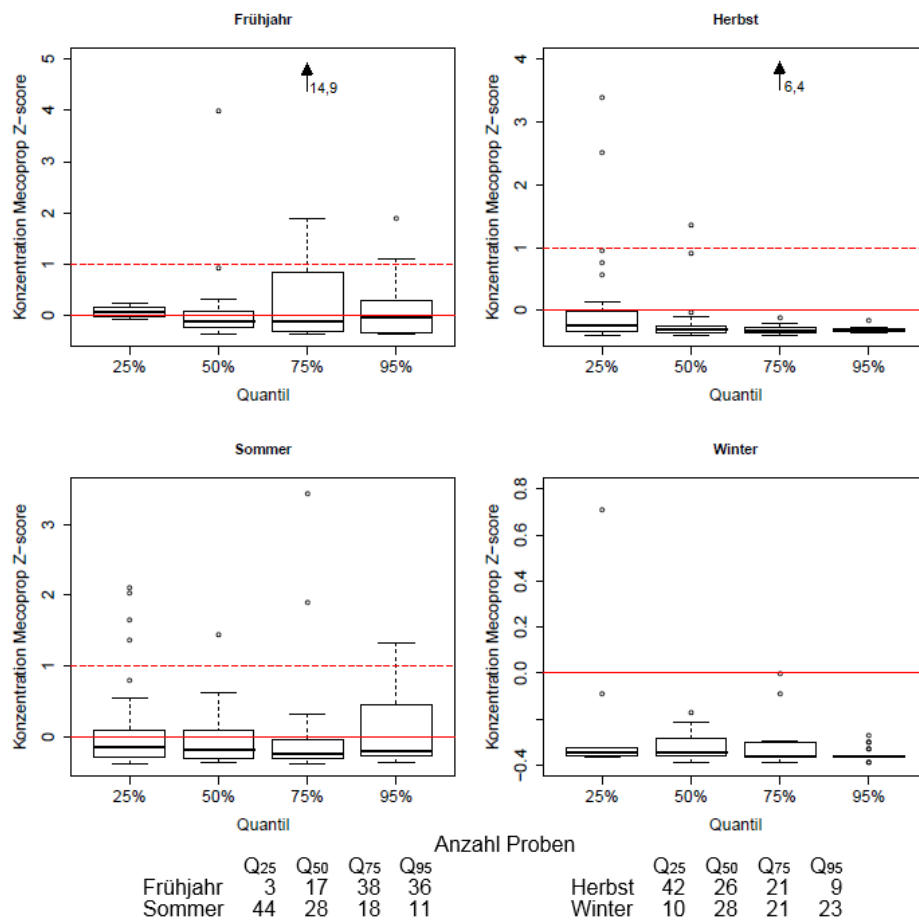 Frühjahr
Konzentration Mecoprop Z-score
5
4
3
2
1
0
14,9
25% 50% 75% 95%
Quantil
Herbst
Konzentration Mecoprop Z-score
4
3
2
1
0
6,4
25% 50% 75% 95%
Quantil
Sommer
Konzentration Mecoprop Z-score
3
2
1
0
25% 50% 75% 95%
Quantil
Winter
Konzentration Mecoprop Z-score
0.8
0.6
0.4
0.2
0.0
-0.4
25% 50% 75% 95%
Quantil
Anzahl Proben
Q25 Q50 Q75 Q95
Frühjahr 3 17 38 36
Sommer 44 28 18 11
Q25 Q50 Q75 Q95
Herbst 42 26 21 9
Winter 10 28 21 23